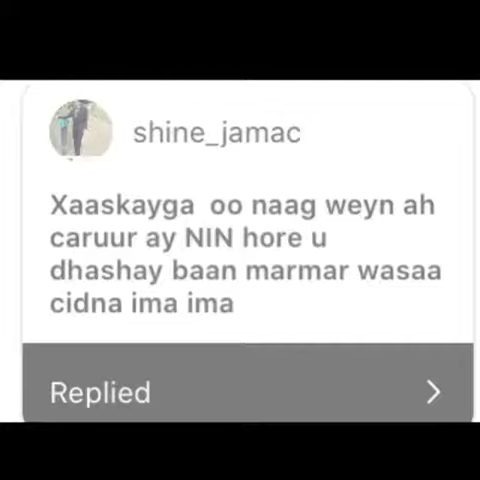 shine_jamac
Xaaskayga oo naag weyn ah
caruur ay NIN hore u
dhashay baan marmar wasaa
cidna ima ima
Replied